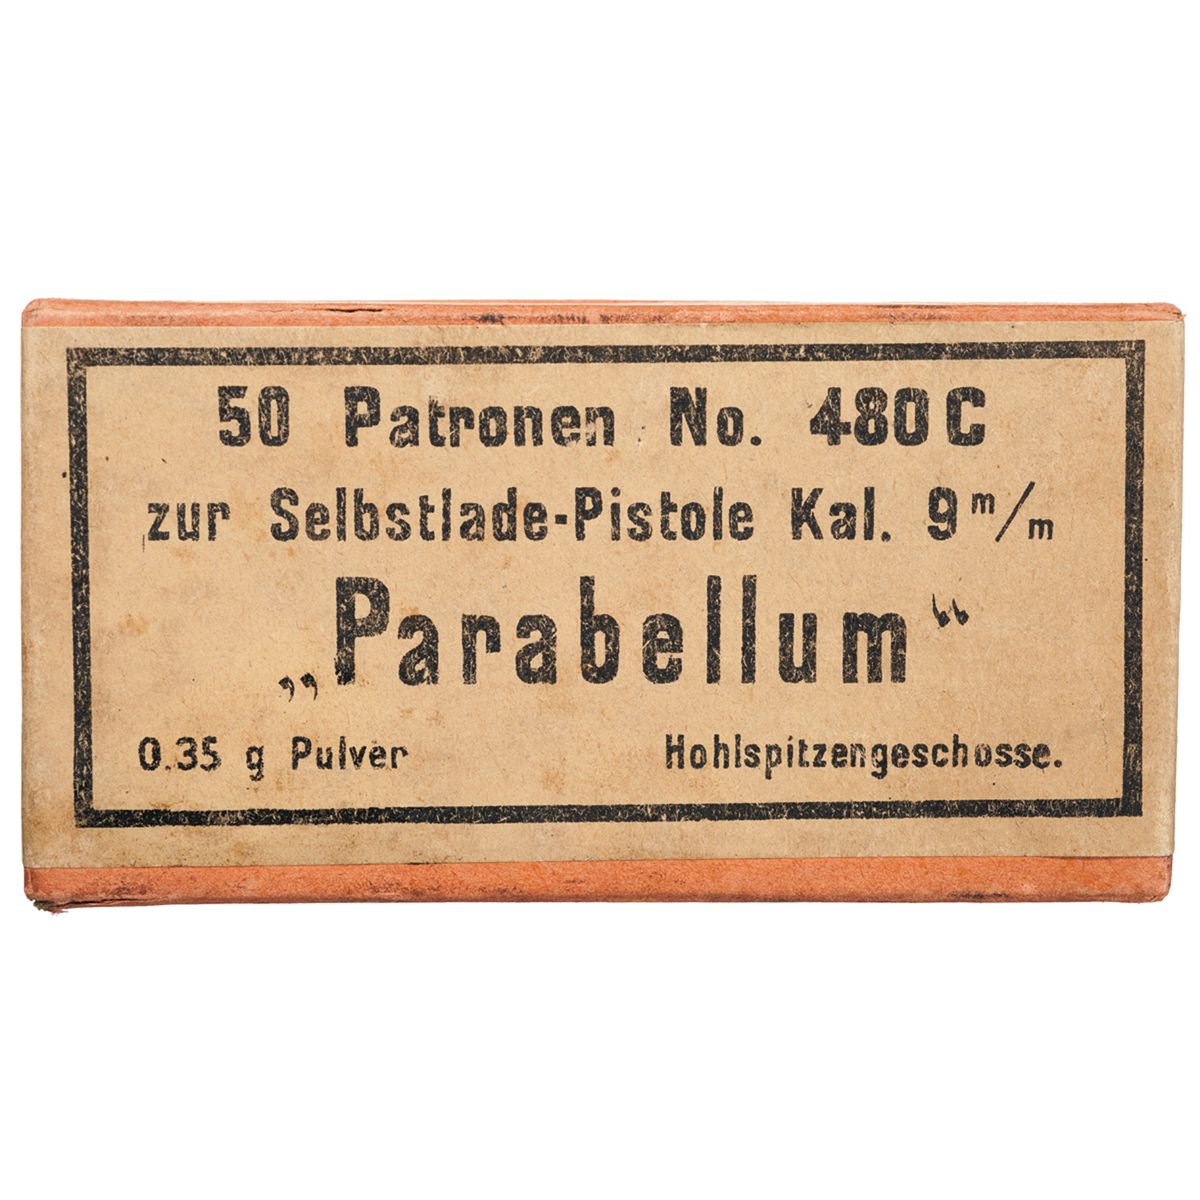 50 Patronen No. 480 C
zur Selbstlade-Pistole Kal. 9 m/m
„Parabellum“
0.35 g Pulver Hohlspitzengeschosse.